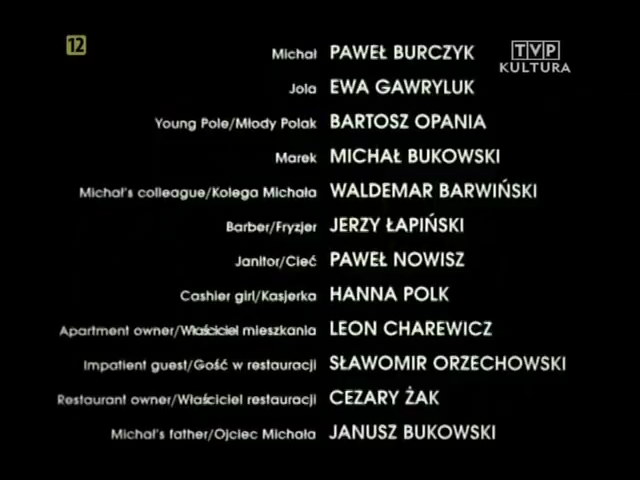 12
TVP
KULTURA
Michał PAWEŁ BURCZYK
Jola EWA GAWRYLUK
Young Pole/Młody Polak BARTOSZ OPANIA
Marek MICHAŁ BUKOWSKI
Michał's colleague/Kolega Michała WALDEMAR BARWIŃSKI
Barber/Fryzjer JERZY ŁAPIŃSKI
Janitor/Cieć PAWEŁ NOWISZ
Cashier girl/Kasjerka HANNA POLK
Apartment owner/Właściciel mieszkania LEON CHAREWICZ
Impatient guest/Gość w restauracji SŁAWOMIR ORZECHOWSKI
Restaurant owner/Właściciel restauracji CEZARY ŻAK
Michał's father/Ojciec Michała JANUSZ BUKOWSKI